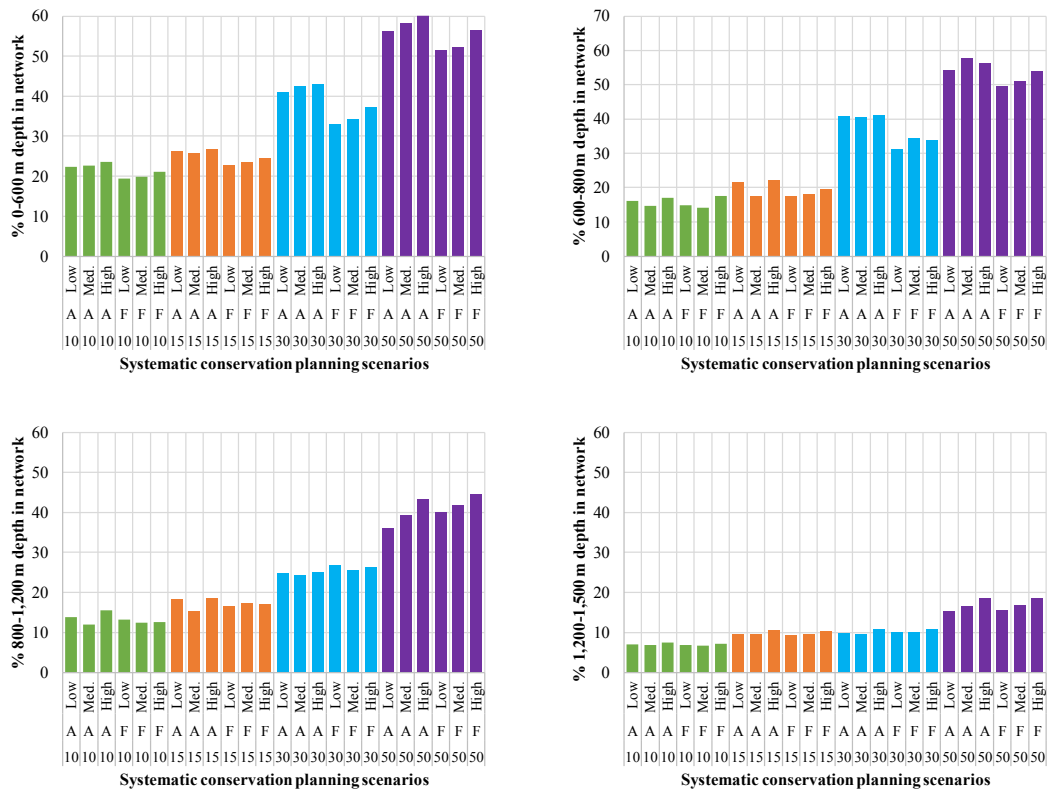 % 0-600 m depth in network
60
50
40
30
20
10
0
Low Med. High Low Med. High Low Med. High Low Med. High Low Med. High Low Med. High Low Med. High Low Med. High
A A A F F F A A A F F F A A A F F F A A A F F F
10 10 10 10 10 10 15 15 15 15 15 15 30 30 30 30 30 30 50 50 50 50 50 50
Systematic conservation planning scenarios
% 600-800 m depth in network
70
60
50
40
30
20
10
0
Low Med. High Low Med. High Low Med. High Low Med. High Low Med. High Low Med. High Low Med. High Low Med. High
A A A F F F A A A F F F A A A F F F A A A F F F
10 10 10 10 10 10 15 15 15 15 15 15 30 30 30 30 30 30 50 50 50 50 50 50
Systematic conservation planning scenarios
% 800-1,200 m depth in network
60
50
40
30
20
10
0
Low Med. High Low Med. High Low Med. High Low Med. High Low Med. High Low Med. High Low Med. High Low Med. High
A A A F F F A A A F F F A A A F F F A A A F F F
10 10 10 10 10 10 15 15 15 15 15 15 30 30 30 30 30 30 50 50 50 50 50 50
Systematic conservation planning scenarios
% 1,200-1,500 m depth in network
60
50
40
30
20
10
0
Low Med. High Low Med. High Low Med. High Low Med. High Low Med. High Low Med. High Low Med. High Low Med. High
A A A F F F A A A F F F A A A F F F A A A F F F
10 10 10 10 10 10 15 15 15 15 15 15 30 30 30 30 30 30 50 50 50 50 50 50
Systematic conservation planning scenarios